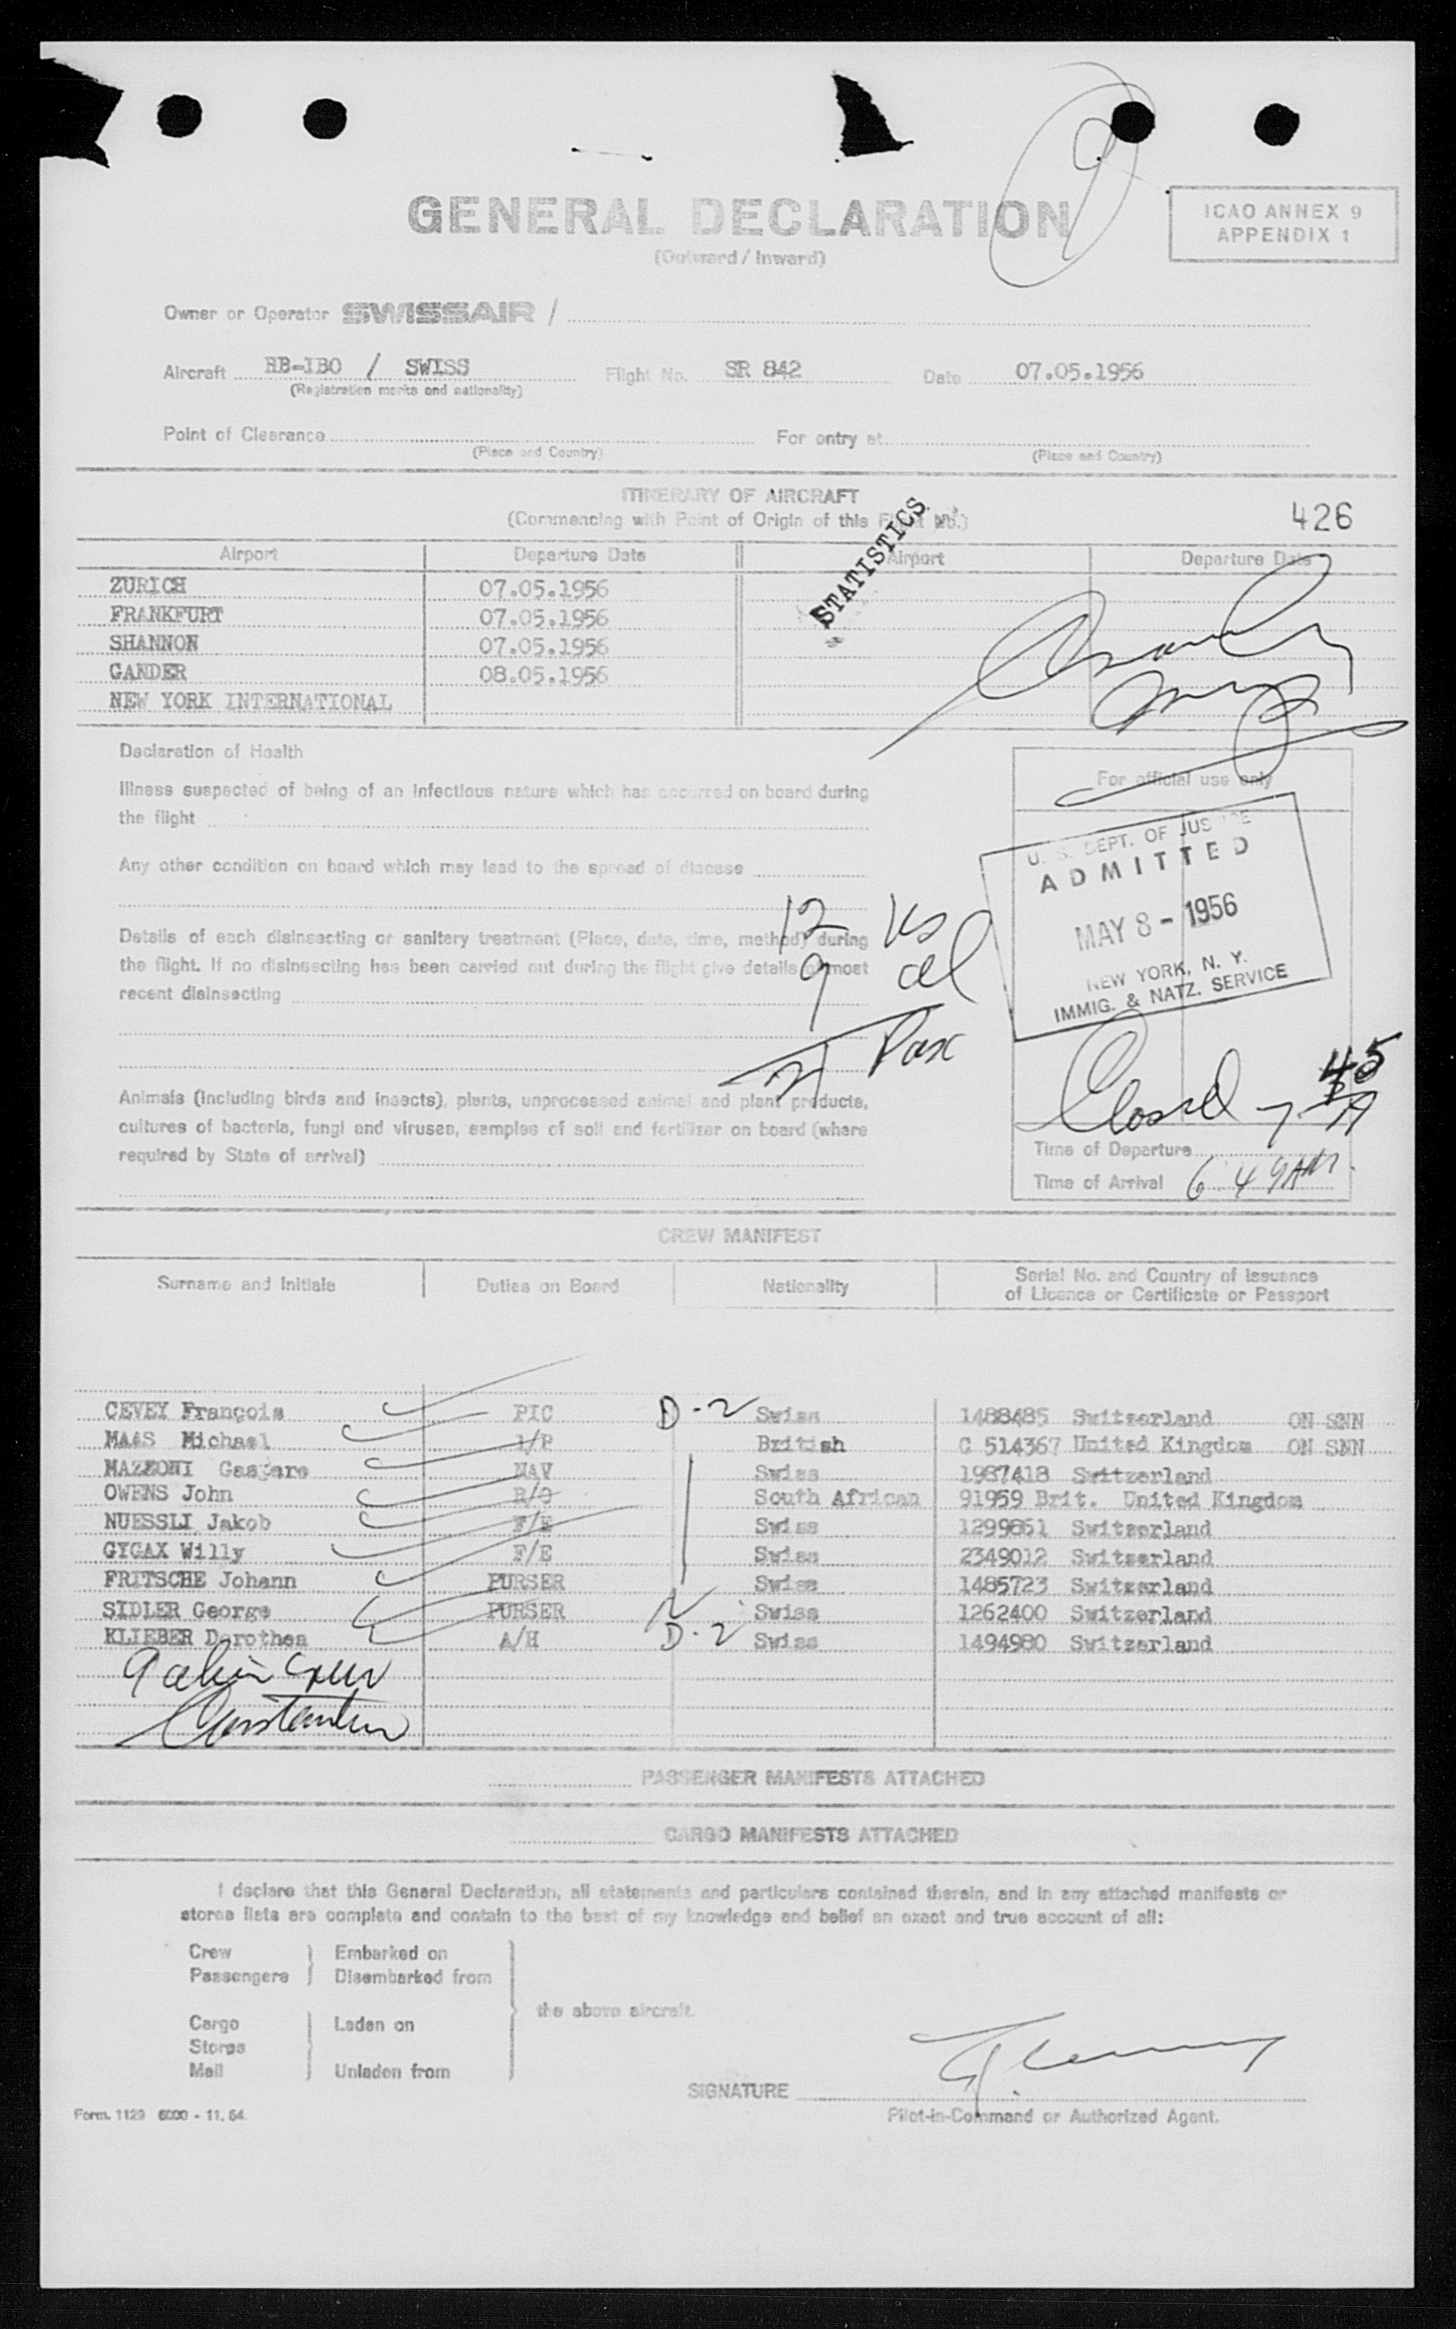 9
GENERAL DECLARATION
(Outward / Inward)
ICAO ANNEX 9
APPENDIX 1
Owner or Operator SWISSAIR /
Aircraft HB-IBO / SWISS Flight No. SR 842 Date 07.05.1956
(Registration marks and nationality)
Point of Clearance For entry at
(Place and Country) (Place and Country)
ITINERARY OF AIRCRAFT
(Commencing with Point of Origin of this Flight No.)
426
STATISTICS
Airport Departure Date Airport Departure Date
ZURICH 07.05.1956
FRANKFURT 07.05.1956
SHANNON 07.05.1956
GANDER 08.05.1956
NEW YORK INTERNATIONAL
Declaration of Health
Illness suspected of being of an infectious nature which has occurred on board during
the flight
Any other condition on board which may lead to the spread of disease
Details of each disinsecting or sanitary treatment (Place, date, time, method) during
the flight. If no disinsecting has been carried out during the flight give details of most
recent disinsecting
12 us
9 al
21 Pax
Animals (including birds and insects), plants, unprocessed animal and plant products,
cultures of bacteria, fungi and viruses, samples of soil and fertilizer on board (where
required by State of arrival)
For official use only
U. S. DEPT. OF JUSTICE
ADMITTED
MAY 8 - 1956
NEW YORK, N. Y.
IMMIG. & NATZ. SERVICE
Closed 7 45 A
Time of Departure
Time of Arrival 6:49 AM.
CREW MANIFEST
Surname and Initials Duties on Board Nationality Serial No. and Country of Issuance
of Licence or Certificate or Passport
CEVEY François PIC D-2 Swiss 1488485 Switzerland ON SNN
MAAS Michael British C 514367 United Kingdom ON SNN
MAZZONI Gaspare NAV Swiss 1987418 Switzerland
OWENS John R/O South African 91959 Brit. United Kingdom
NUESSLI Jakob F/E Swiss 1299861 Switzerland
GYGAX Willy F/E Swiss 2349012 Switzerland
FRITSCHE Johann PURSER Swiss 1485723 Switzerland
SIDLER George PURSER Swiss 1262400 Switzerland
KLIEBER Dorothea A/H D-2 Swiss 1494980 Switzerland
9 alien crew
Constantin
PASSENGER MANIFESTS ATTACHED
CARGO MANIFESTS ATTACHED
I declare that this General Declaration, all statements and particulars contained therein, and in any attached manifests or
stores lists are complete and contain to the best of my knowledge and belief an exact and true account of all:
Crew Embarked on
Passengers Disembarked from
the above aircraft.
Cargo Laden on
Stores
Mail Unladen from
SIGNATURE
Pilot-in-Command or Authorized Agent.
Form. 1129 6000 - 11. 54